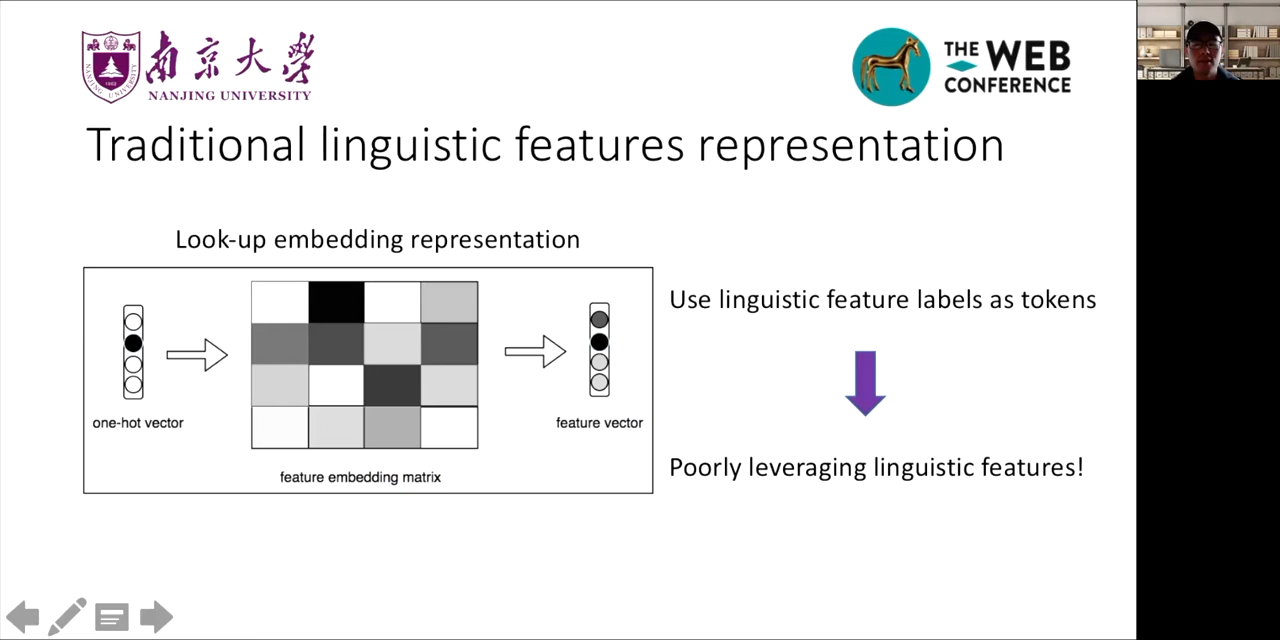 南京大学
NANJING UNIVERSITY
THE WEB
CONFERENCE
Traditional linguistic features representation
Look-up embedding representation
one-hot vector
feature embedding matrix
feature vector
Use linguistic feature labels as tokens
Poorly leveraging linguistic features!